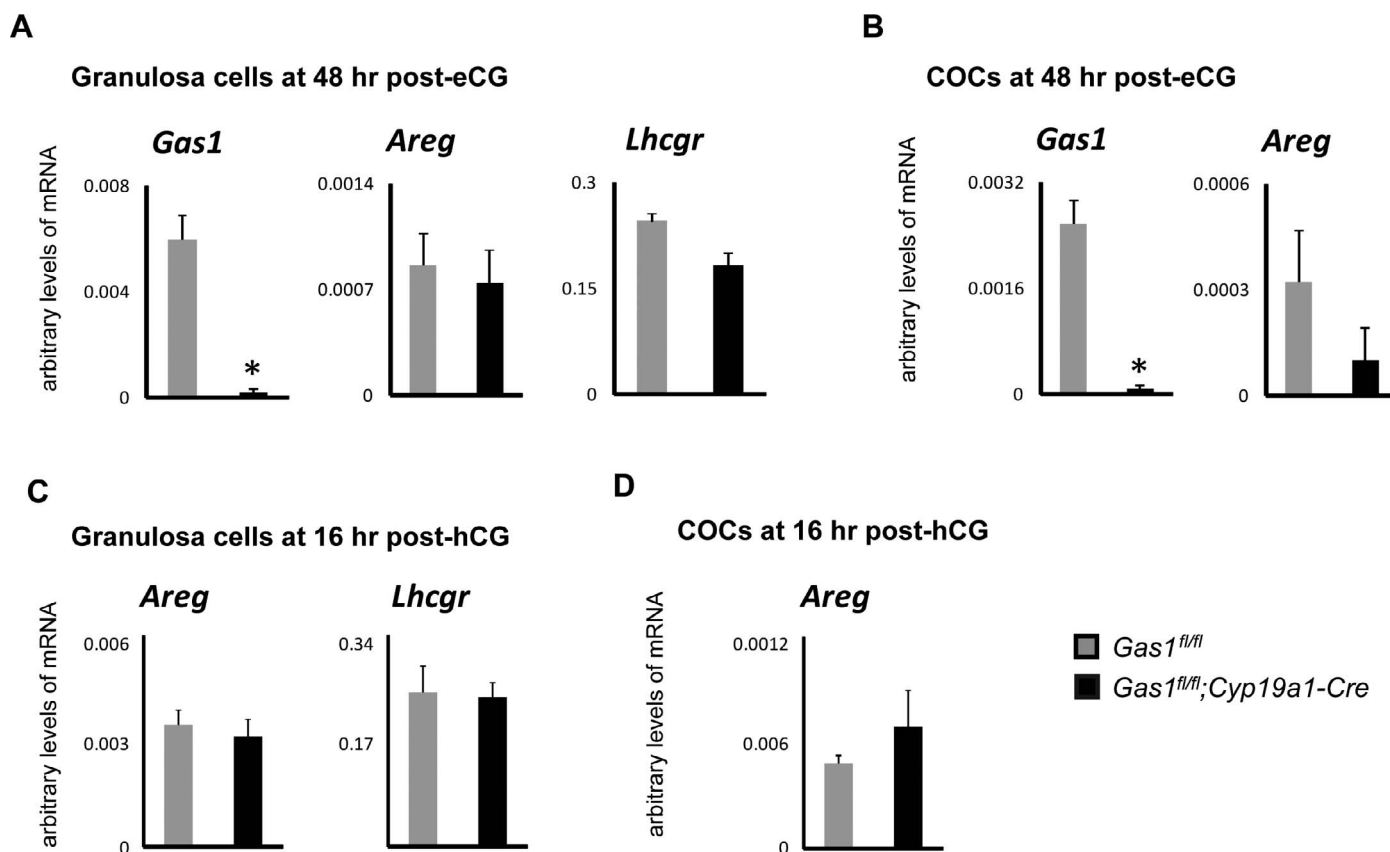 A
Granulosa cells at 48 hr post-eCG
arbitrary levels of mRNA
Gas1
0.008
0.004
0
*
Areg
0.0014
0.0007
0
Lhcgr
0.3
0.15
0
B
COCs at 48 hr post-eCG
arbitrary levels of mRNA
Gas1
0.0032
0.0016
0
*
Areg
0.0006
0.0003
0
C
Granulosa cells at 16 hr post-hCG
arbitrary levels of mRNA
Areg
0.006
0.003
0
Lhcgr
0.34
0.17
0
D
COCs at 16 hr post-hCG
arbitrary levels of mRNA
Areg
0.0012
0.006
0
Gas1fl/fl
Gas1fl/fl;Cyp19a1-Cre